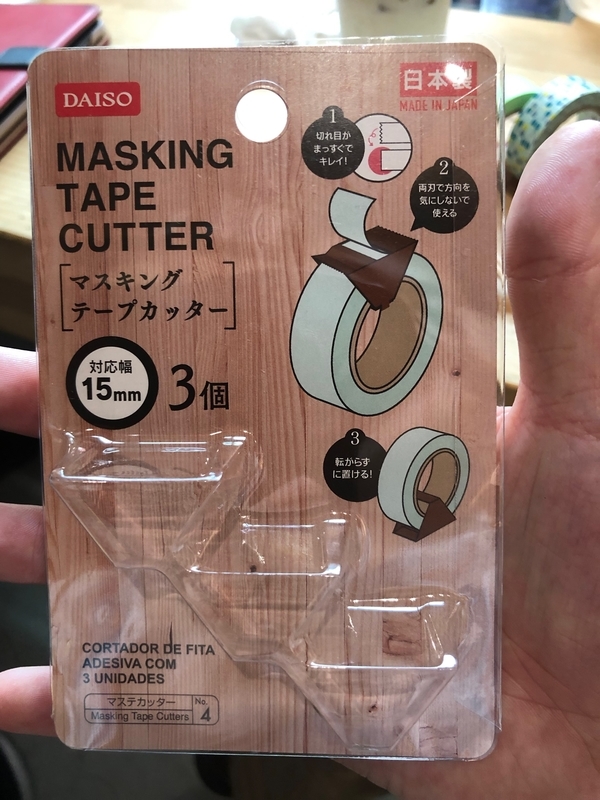 DAISO
日本製
MADE IN JAPAN
MASKING
TAPE
CUTTER
マスキング
テープカッター
対応幅
15mm
3個
1
切れ目が
まっすぐで
キレイ!
2
両刃で方向を
気にしないで
使える
3
転がらず
に置ける!
CORTADOR DE FITA
ADESIVA COM
3 UNIDADES
マステカッター
Masking Tape Cutters
No.
4